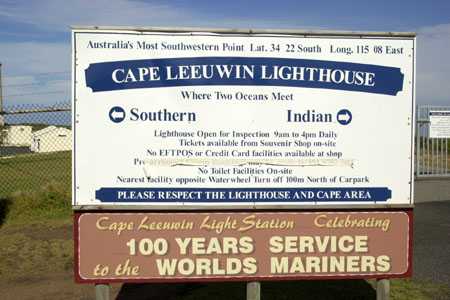 Australia's Most Southwestern Point Lat. 34 22 South Long. 115 08 East
CAPE LEEUWIN LIGHTHOUSE
Where Two Oceans Meet
Southern Indian
Lighthouse Open for Inspection 9am to 4pm Daily
Tickets available from Souvenir Shop on-site
No EFTPOS or Credit Card facilities available at shop
No Toilet Facilities On-site
Nearest facility opposite Waterwheel Turn off 100m North of Carpark
PLEASE RESPECT THE LIGHTHOUSE AND CAPE AREA
Cape Leeuwin Light Station Celebrating
100 YEARS SERVICE
to the WORLDS MARINERS